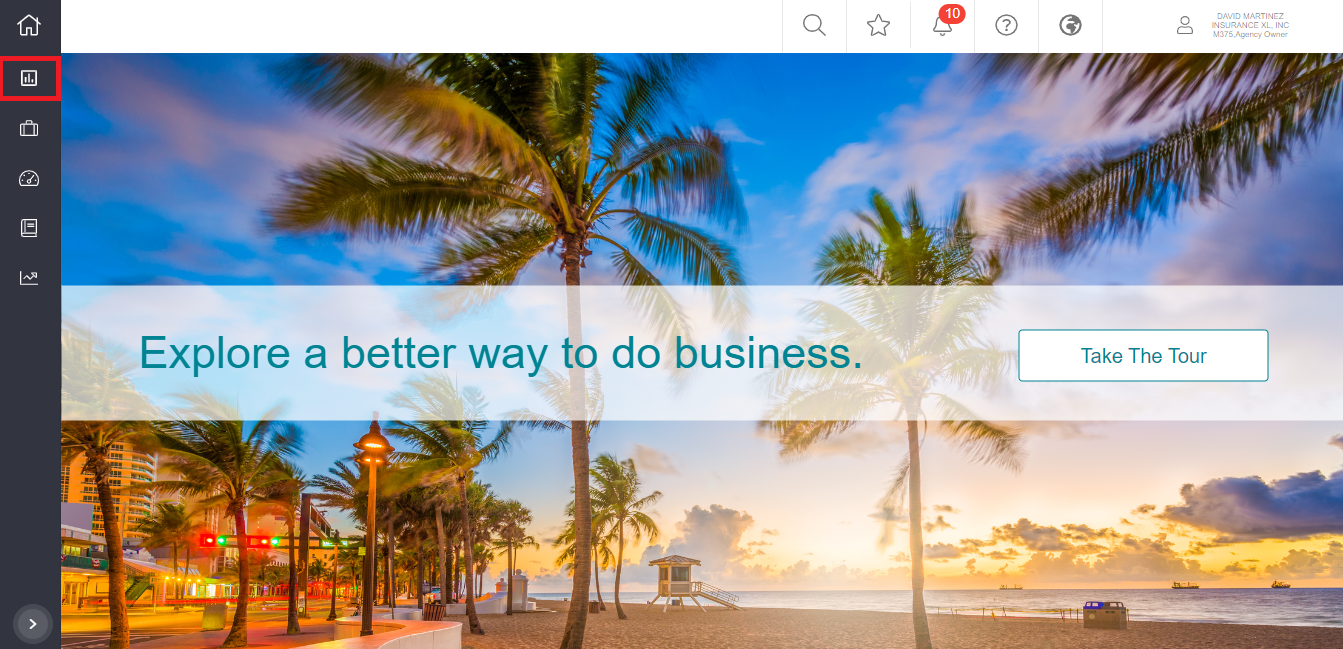 10
DAVID MARTINEZ
INSURANCE XL, INC
M375,Agency Owner
Explore a better way to do business.
Take The Tour